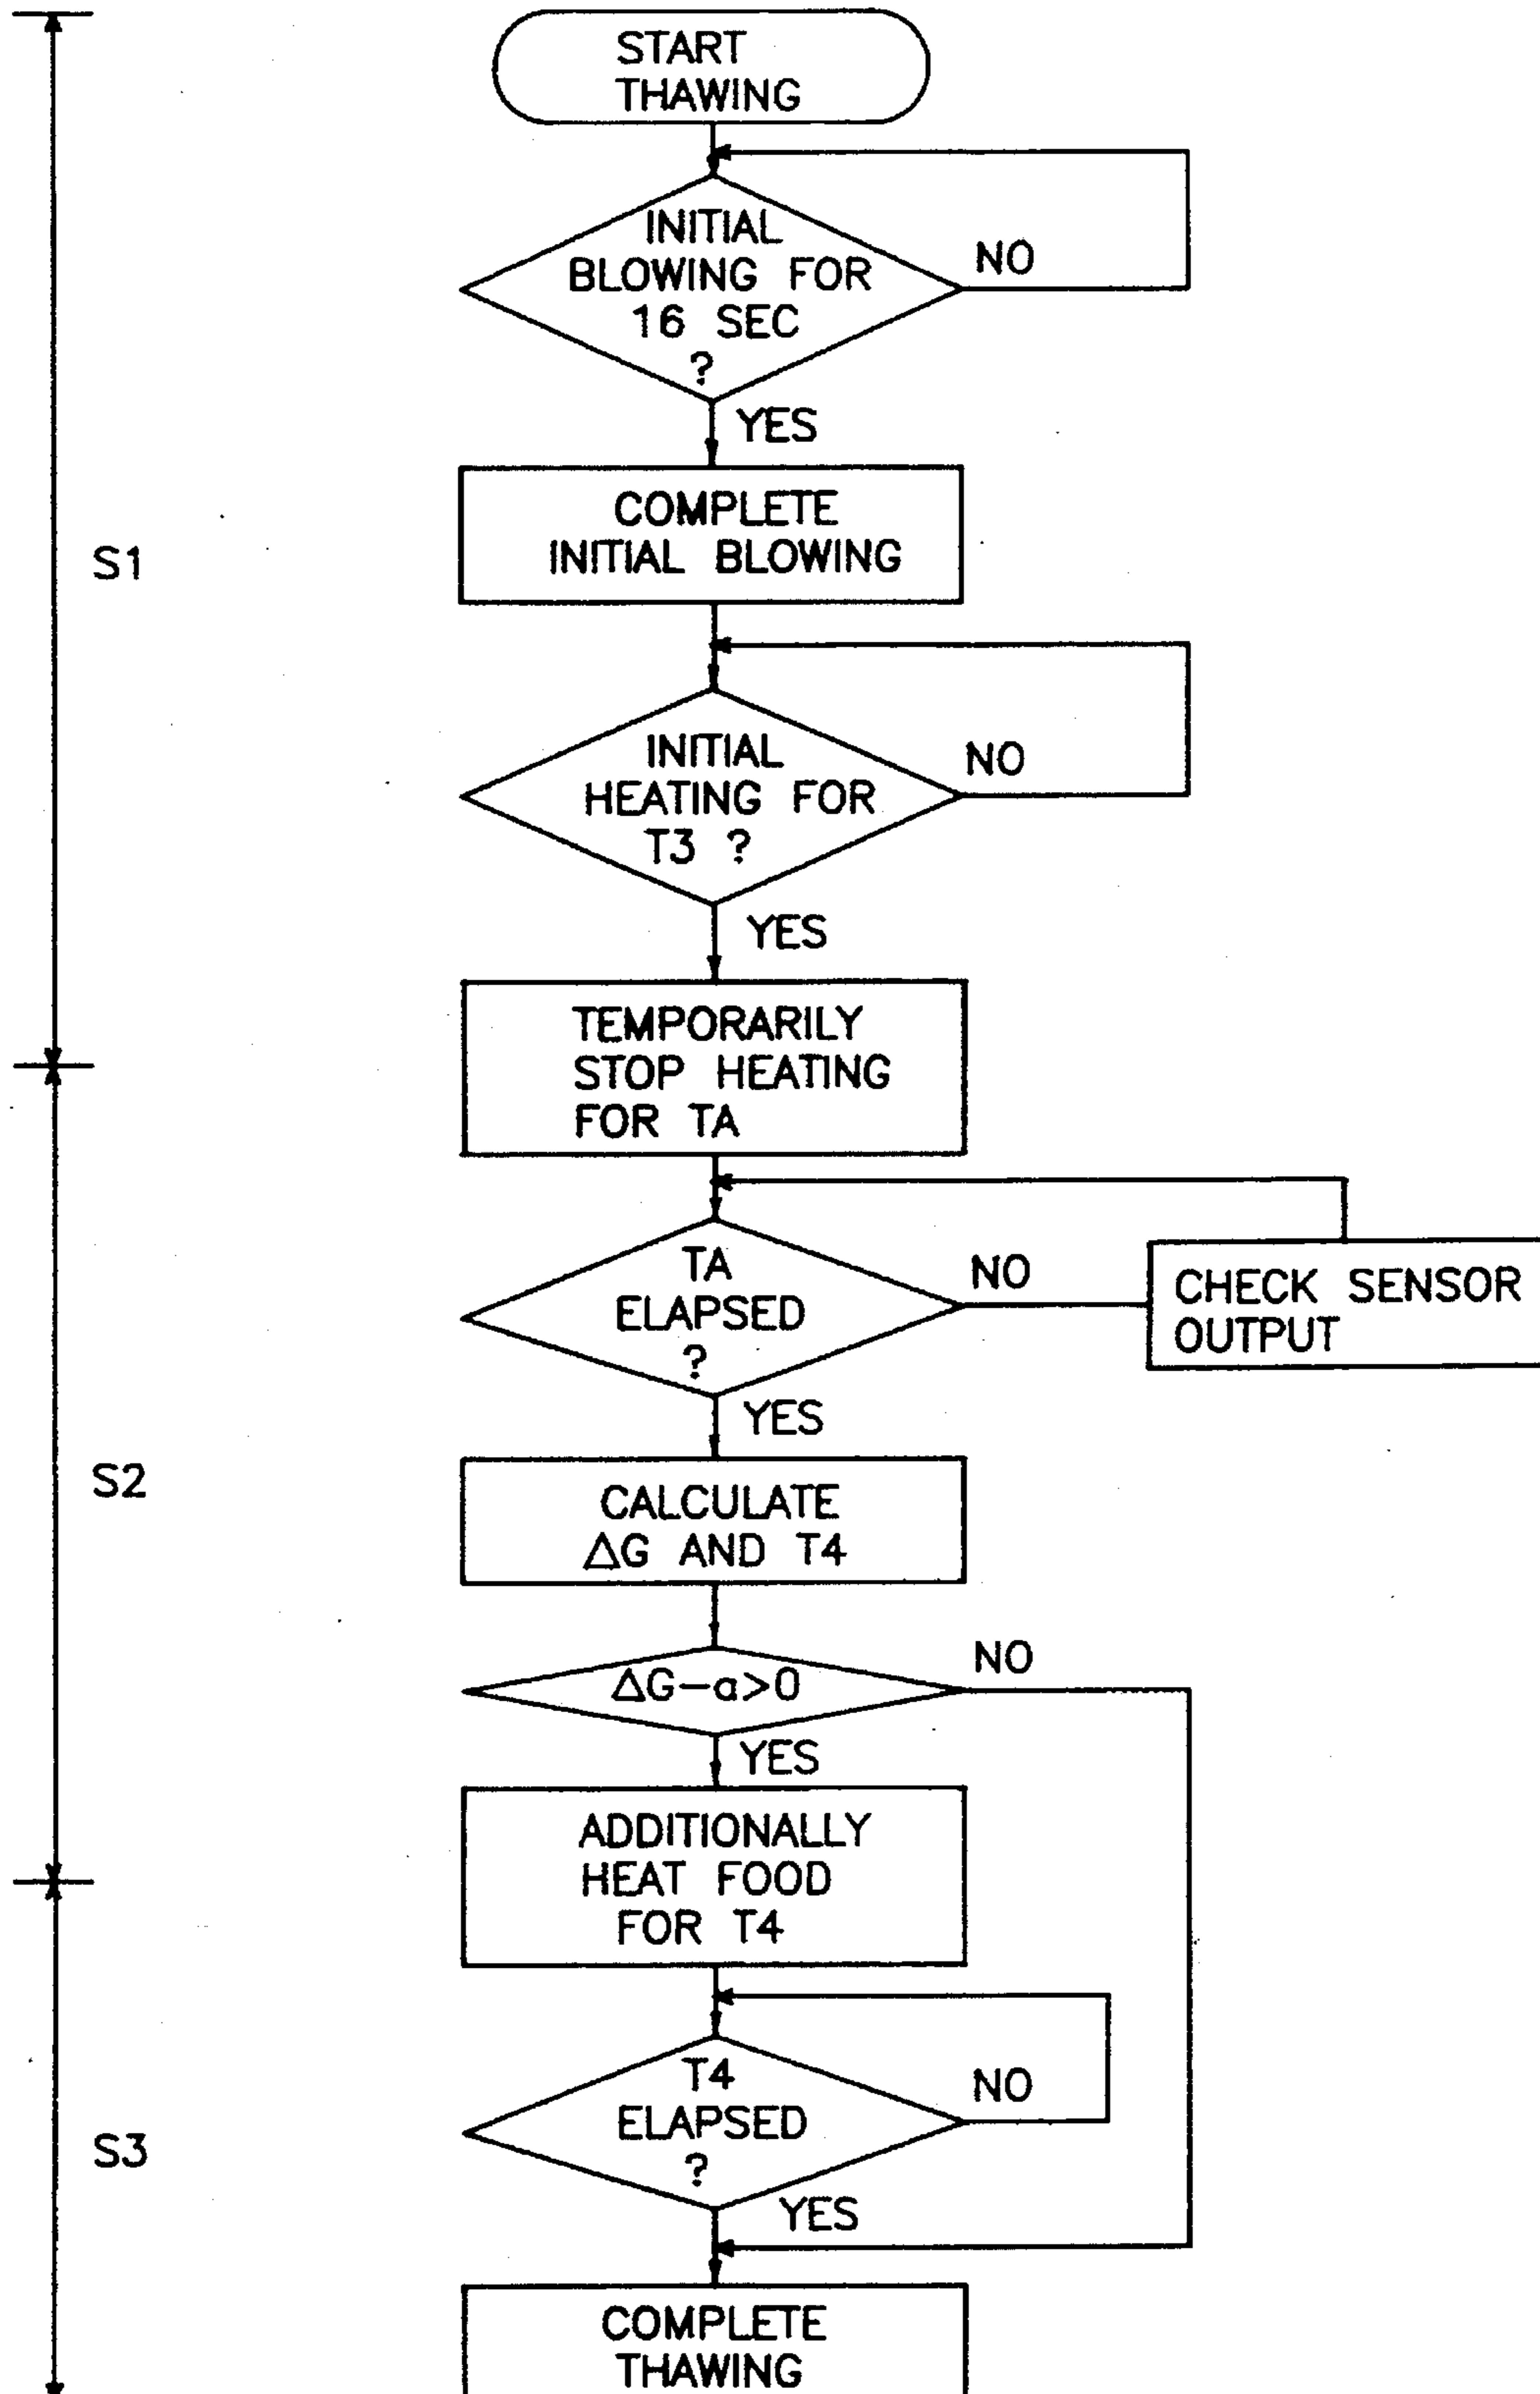 START
THAWING
INITIAL
BLOWING FOR
16 SEC
?
NO
YES
COMPLETE
INITIAL BLOWING
S1
INITIAL
HEATING FOR
T3 ?
NO
YES
TEMPORARILY
STOP HEATING
FOR TA
TA
ELAPSED
?
NO
CHECK SENSOR
OUTPUT
YES
S2
CALCULATE
ΔG AND T4
ΔG-a>0
NO
YES
ADDITIONALLY
HEAT FOOD
FOR T4
T4
ELAPSED
?
NO
S3
YES
COMPLETE
THAWING